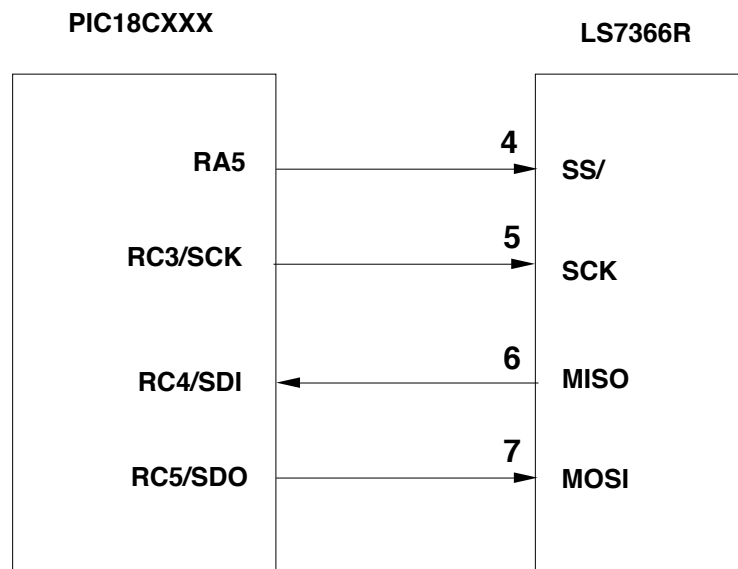 PIC18CXXX
LS7366R
RA5
4
SS/
RC3/SCK
5
SCK
RC4/SDI
6
MISO
RC5/SDO
7
MOSI